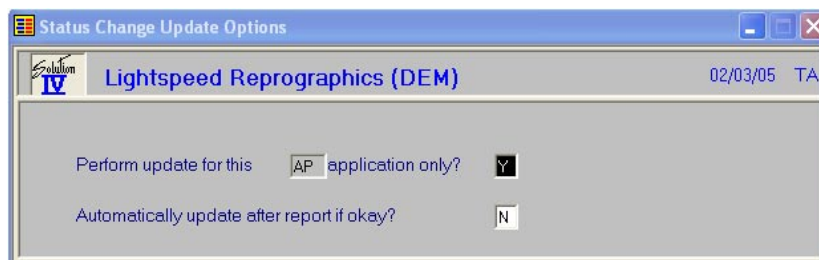 Status Change Update Options
Solution IV Lightspeed Reprographics (DEM) 02/03/05 TA
Perform update for this AP application only? Y
Automatically update after report if okay? N